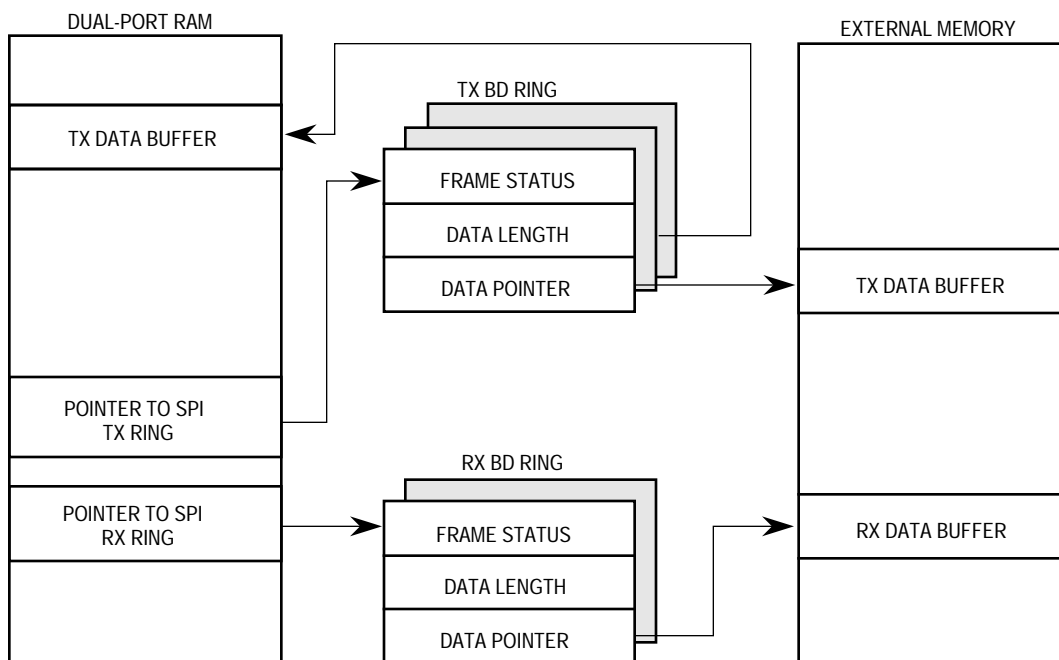 DUAL-PORT RAM
TX DATA BUFFER
POINTER TO SPI
TX RING
POINTER TO SPI
RX RING
TX BD RING
FRAME STATUS
DATA LENGTH
DATA POINTER
RX BD RING
FRAME STATUS
DATA LENGTH
DATA POINTER
EXTERNAL MEMORY
TX DATA BUFFER
RX DATA BUFFER